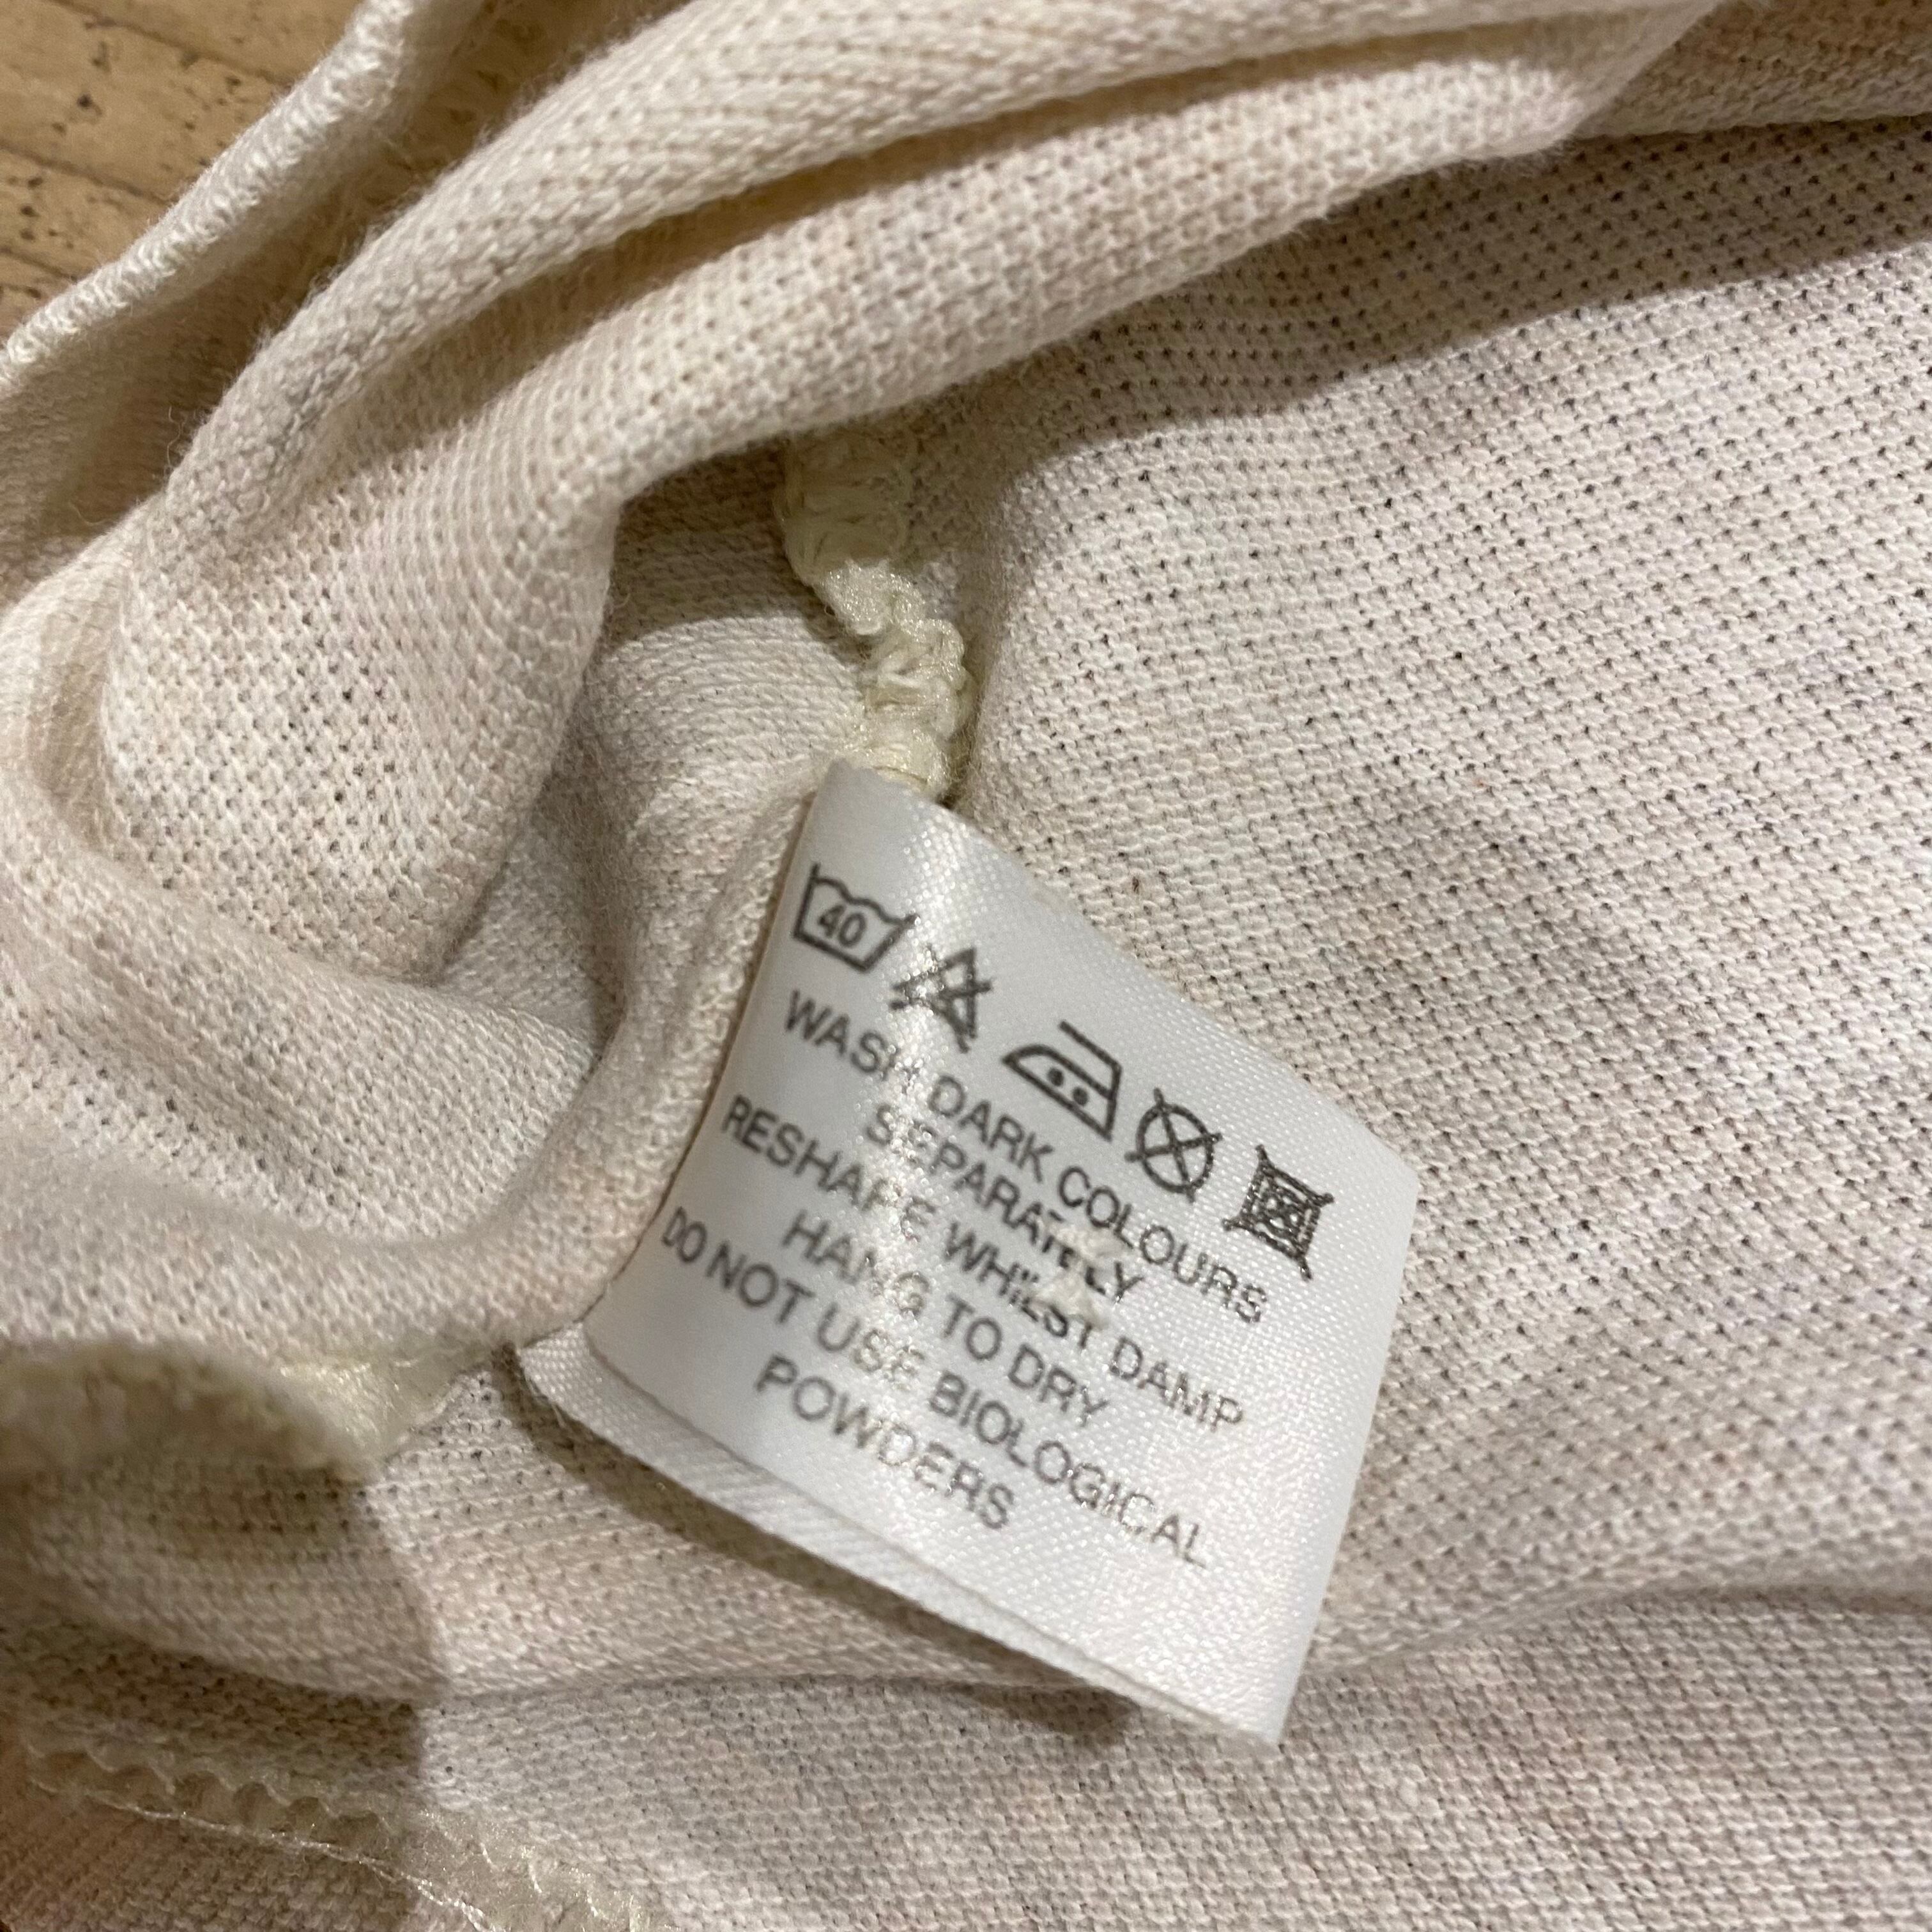 40
WASH DARK COLOURS
SEPARATELY
RESHAPE WHILST DAMP
HANG TO DRY
DO NOT USE BIOLOGICAL
POWDERS